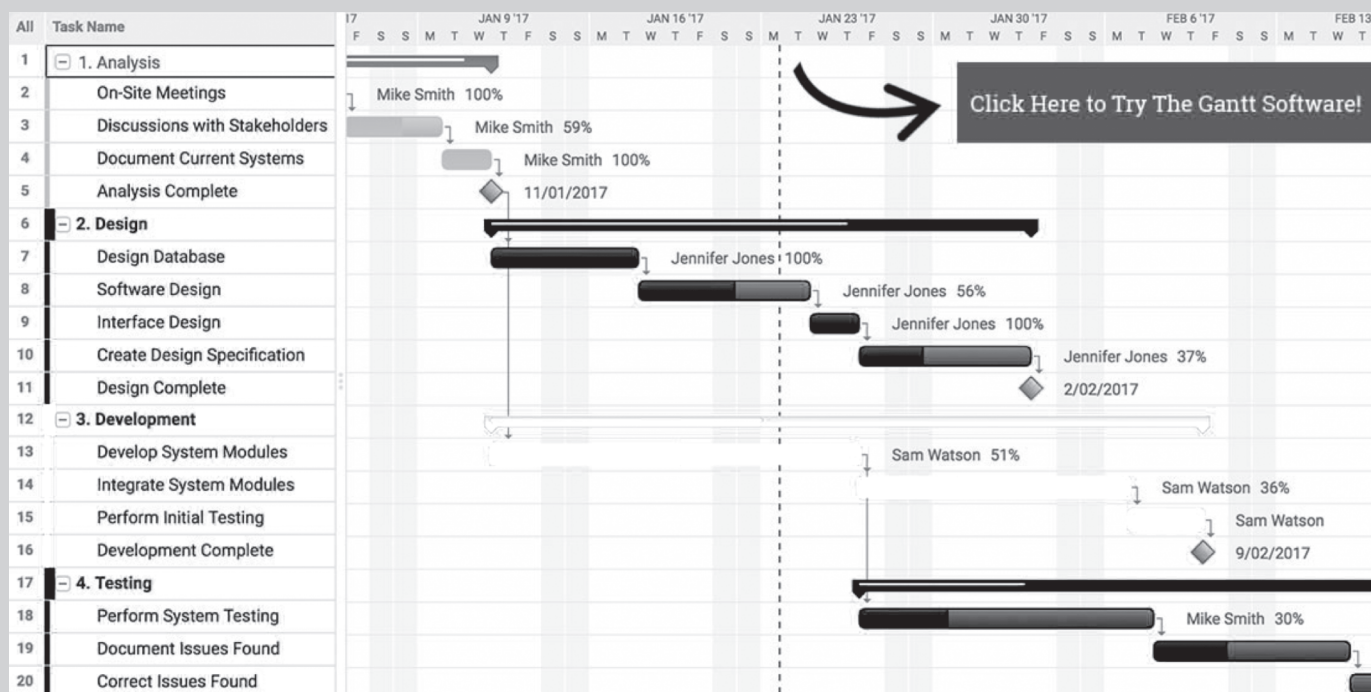 17 JAN 9 '17 JAN 16 '17 JAN 23 '17 JAN 30 '17 FEB 6 '17 FEB 13
All Task Name F S S M T W T F S S M T W T F S S M T W T F S S M T W T F S S M T W T F S S M T W T
1 1. Analysis
Click Here to Try The Gantt Software!
2 On-Site Meetings Mike Smith 100%
3 Discussions with Stakeholders Mike Smith 59%
4 Document Current Systems Mike Smith 100%
5 Analysis Complete 11/01/2017
6 2. Design
7 Design Database Jennifer Jones 100%
8 Software Design Jennifer Jones 56%
9 Interface Design Jennifer Jones 100%
10 Create Design Specification Jennifer Jones 37%
11 Design Complete 2/02/2017
12 3. Development
13 Develop System Modules Sam Watson 51%
14 Integrate System Modules Sam Watson 36%
15 Perform Initial Testing Sam Watson
16 Development Complete 9/02/2017
17 4. Testing
18 Perform System Testing Mike Smith 30%
19 Document Issues Found
20 Correct Issues Found